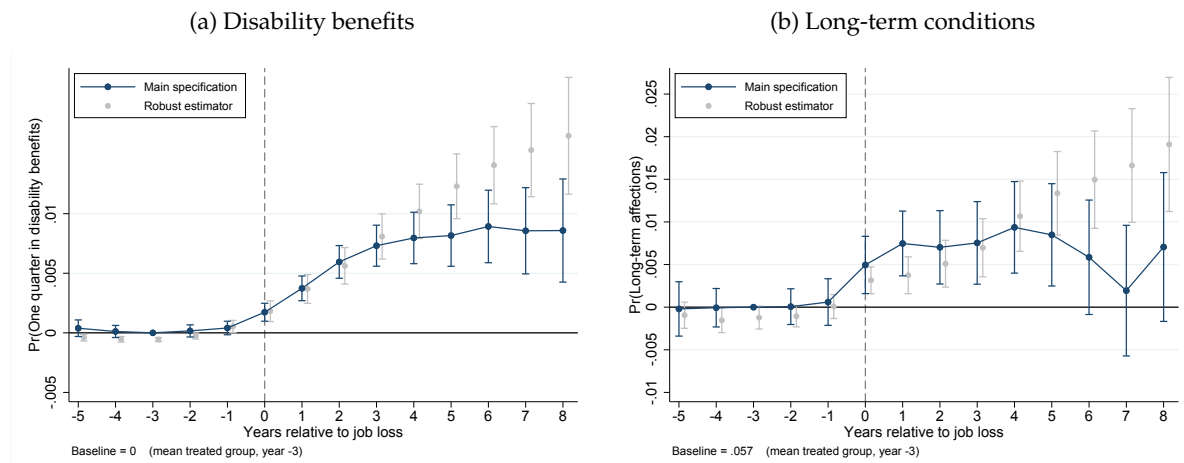 (a) Disability benefits
Main specification
Robust estimator
Pr(One quarter in disability benefits)
.01
.005
0
-.005
-5 -4 -3 -2 -1 0 1 2 3 4 5 6 7 8
Years relative to job loss
Baseline = 0 (mean treated group, year -3)
(b) Long-term conditions
Main specification
Robust estimator
Pr(Long-term affections)
.025
.02
.015
.01
.005
0
-.005
-.01
-5 -4 -3 -2 -1 0 1 2 3 4 5 6 7 8
Years relative to job loss
Baseline = .057 (mean treated group, year -3)